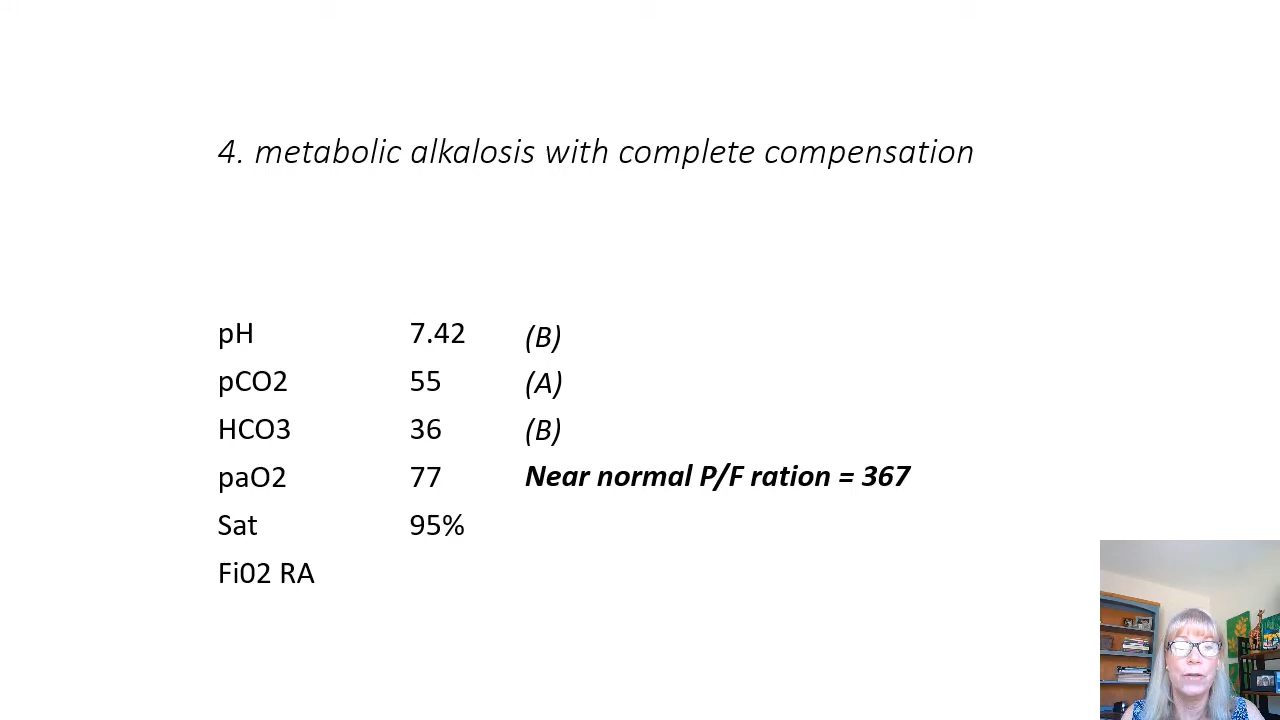 4. metabolic alkalosis with complete compensation
pH 7.42 (B)
pCO2 55 (A)
HCO3 36 (B)
paO2 77 Near normal P/F ration = 367
Sat 95%
Fi02 RA